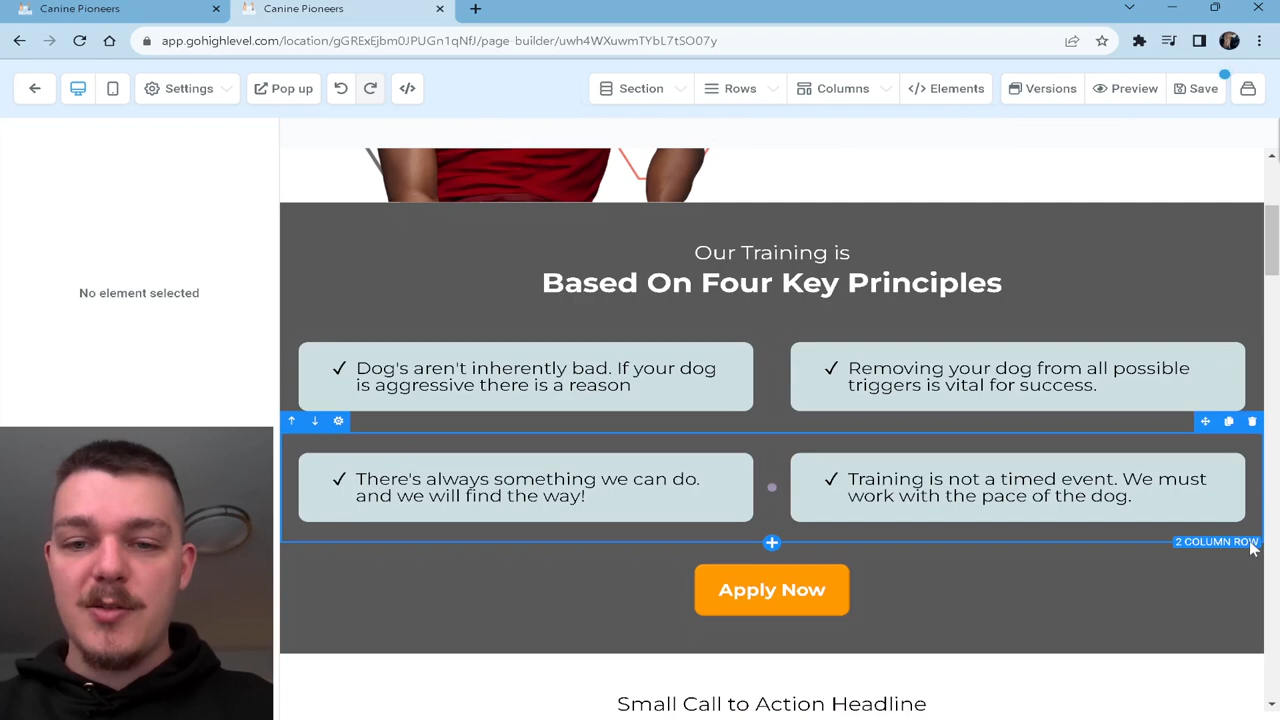 Canine Pioneers
Canine Pioneers
app.gohighlevel.com/location/gGRExEjbm0JPUGn1qNfJ/page-builder/uwh4WXuwmTYbL7tSO07y
Settings
Pop up
Section
Rows
Columns
Elements
Versions
Preview
Save
No element selected
Our Training is
Based On Four Key Principles
✓ Dog's aren't inherently bad. If your dog
is aggressive there is a reason
✓ Removing your dog from all possible
triggers is vital for success.
✓ There's always something we can do.
and we will find the way!
✓ Training is not a timed event. We must
work with the pace of the dog.
2 COLUMN ROW
Apply Now
Small Call to Action Headline